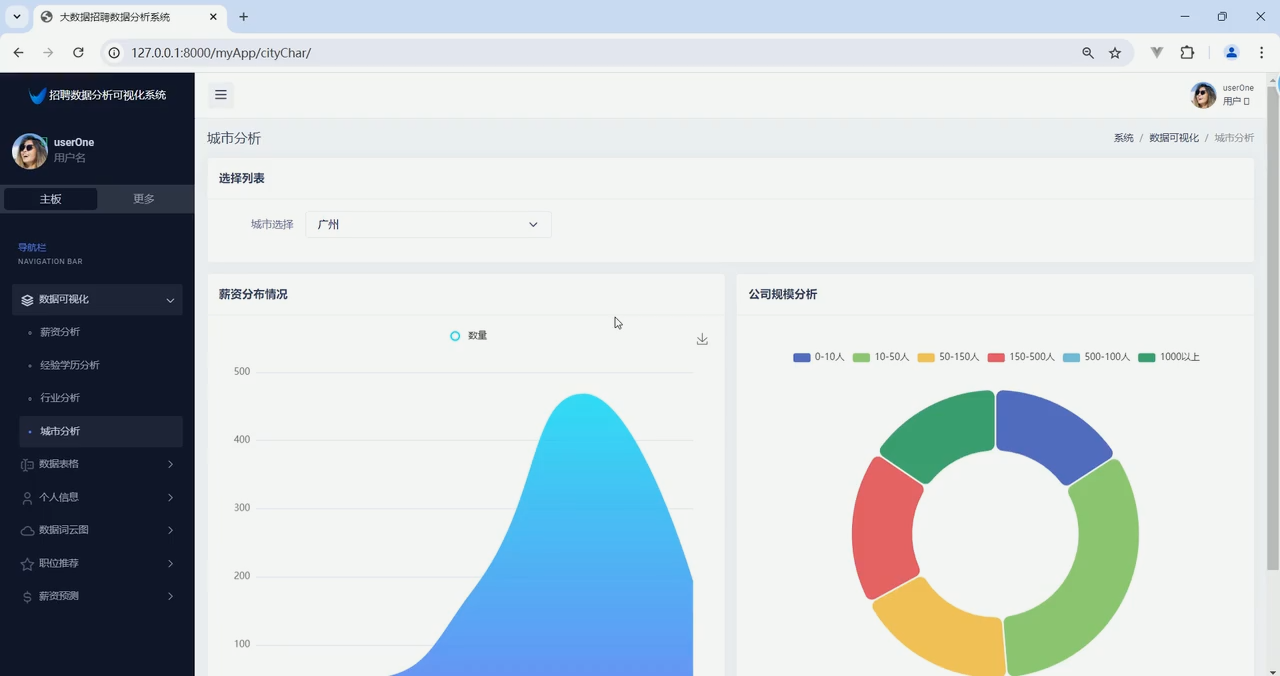 大数据招聘数据分析系统
127.0.0.1:8000/myApp/cityChar/
招聘数据分析可视化系统
userOne
用户名
主板
更多
导航栏
NAVIGATION BAR
数据可视化
薪资分析
经验学历分析
行业分析
城市分析
数据表格
个人信息
数据词云图
职位推荐
薪资预测
userOne
用户
城市分析
系统 / 数据可视化 / 城市分析
选择列表
城市选择
广州
薪资分布情况
数量
500
400
300
200
100
公司规模分析
0-10人 10-50人 50-150人 150-500人 500-100人 1000以上